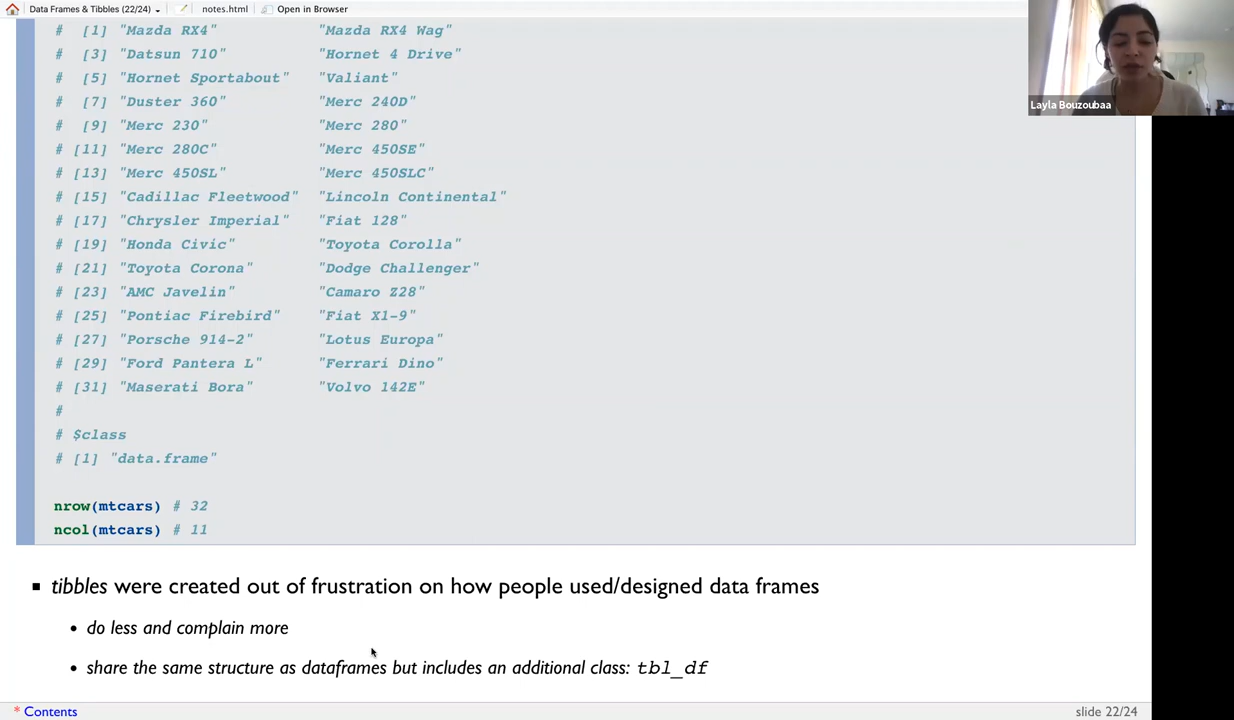 Data Frames & Tibbles (22/24) notes.html Open in Browser
# [1] "Mazda RX4" "Mazda RX4 Wag"
# [3] "Datsun 710" "Hornet 4 Drive"
# [5] "Hornet Sportabout" "Valiant"
# [7] "Duster 360" "Merc 240D"
# [9] "Merc 230" "Merc 280"
# [11] "Merc 280C" "Merc 450SE"
# [13] "Merc 450SL" "Merc 450SLC"
# [15] "Cadillac Fleetwood" "Lincoln Continental"
# [17] "Chrysler Imperial" "Fiat 128"
# [19] "Honda Civic" "Toyota Corolla"
# [21] "Toyota Corona" "Dodge Challenger"
# [23] "AMC Javelin" "Camaro Z28"
# [25] "Pontiac Firebird" "Fiat X1-9"
# [27] "Porsche 914-2" "Lotus Europa"
# [29] "Ford Pantera L" "Ferrari Dino"
# [31] "Maserati Bora" "Volvo 142E"
#
# $class
# [1] "data.frame"
nrow(mtcars) # 32
ncol(mtcars) # 11
▪ tibbles were created out of frustration on how people used/designed data frames
• do less and complain more
• share the same structure as dataframes but includes an additional class: tbl_df
* Contents slide 22/24
Layla Bouzoubaa